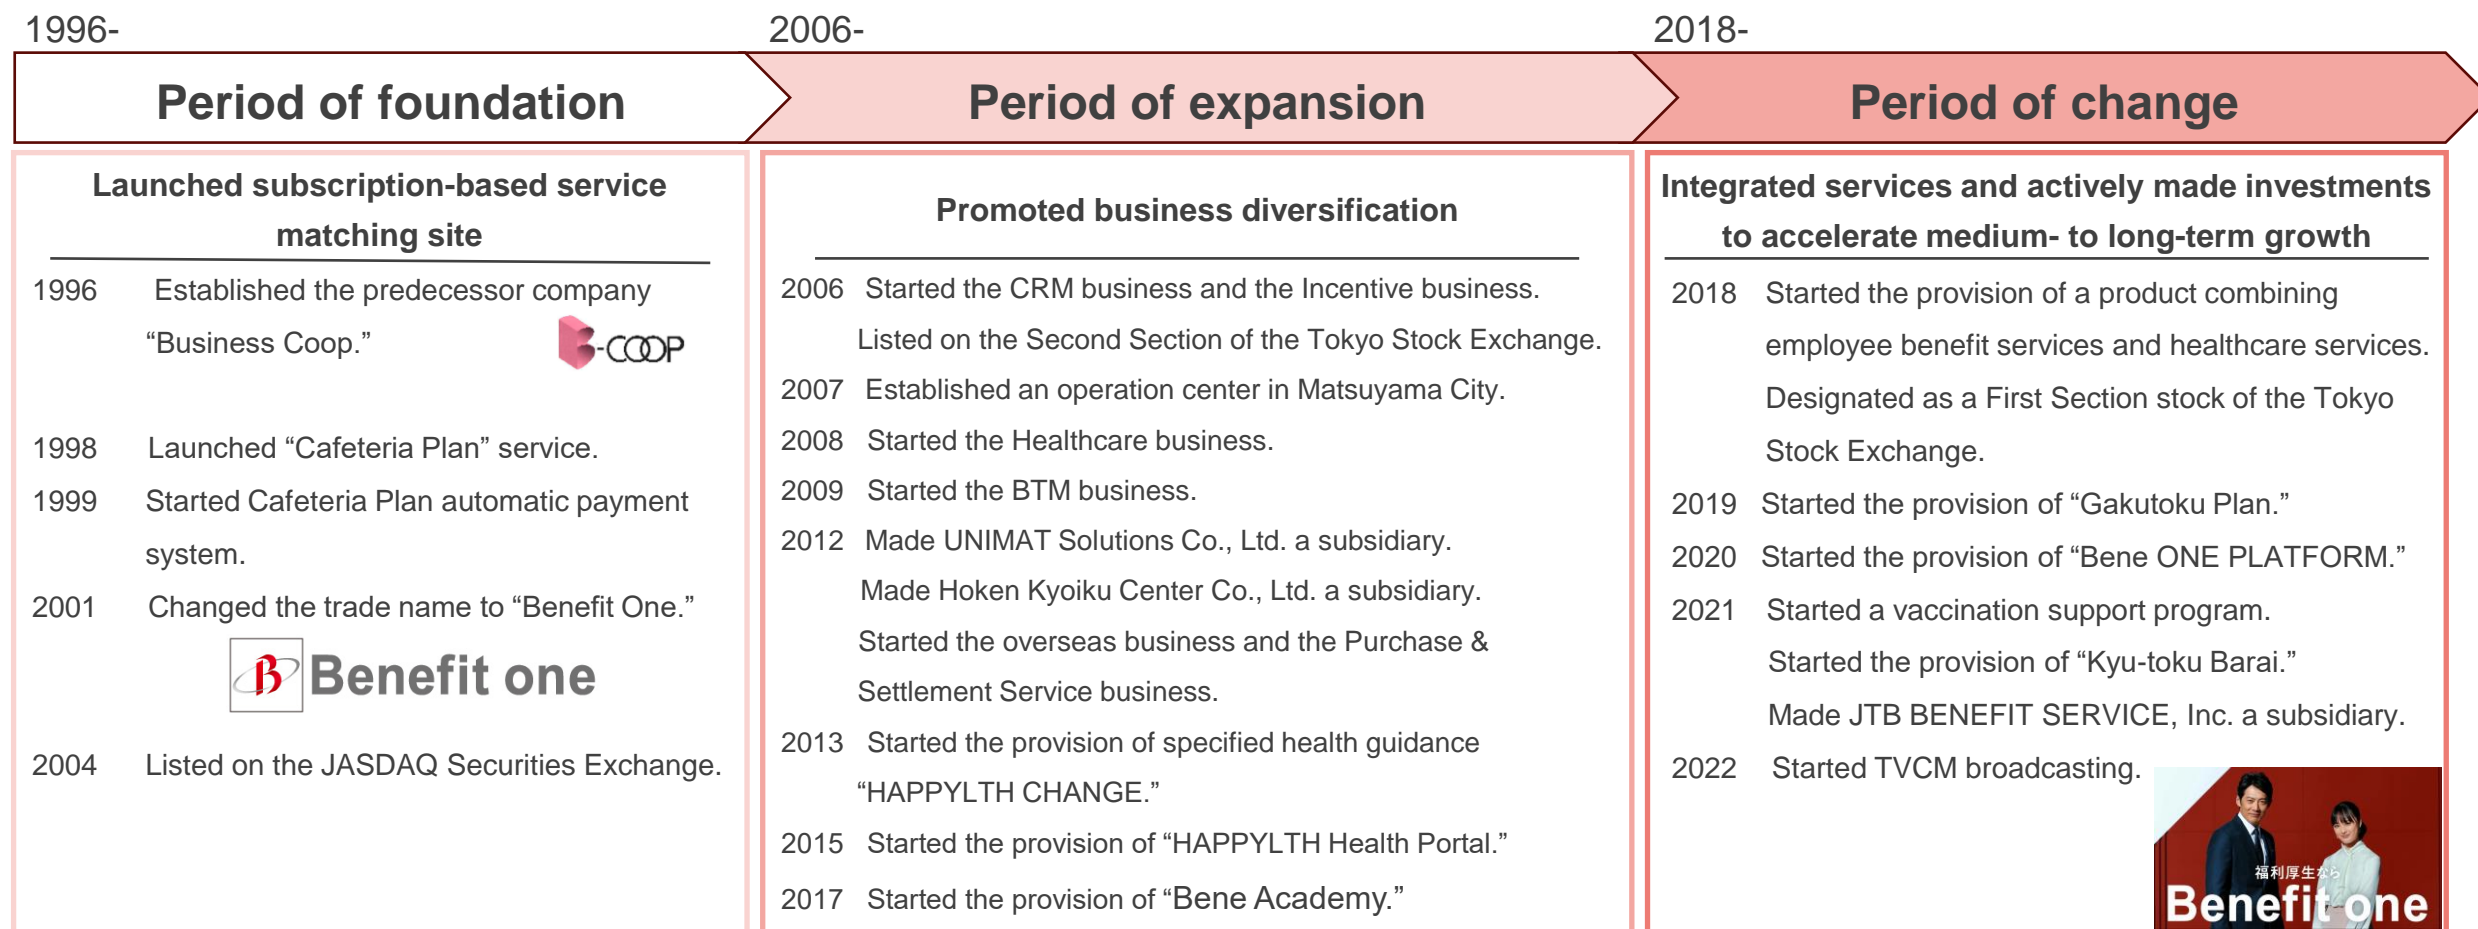 1996-
Period of foundation
Launched subscription-based service
matching site
1996 Established the predecessor company
“Business Coop.”
B-COOP
1998 Launched “Cafeteria Plan” service.
1999 Started Cafeteria Plan automatic payment
system.
2001 Changed the trade name to “Benefit One.”
B Benefit one
2004 Listed on the JASDAQ Securities Exchange.
2006-
Period of expansion
Promoted business diversification
2006 Started the CRM business and the Incentive business.
Listed on the Second Section of the Tokyo Stock Exchange.
2007 Established an operation center in Matsuyama City.
2008 Started the Healthcare business.
2009 Started the BTM business.
2012 Made UNIMAT Solutions Co., Ltd. a subsidiary.
Made Hoken Kyoiku Center Co., Ltd. a subsidiary.
Started the overseas business and the Purchase &
Settlement Service business.
2013 Started the provision of specified health guidance
“HAPPYLTH CHANGE.”
2015 Started the provision of “HAPPYLTH Health Portal.”
2017 Started the provision of “Bene Academy.”
2018-
Period of change
Integrated services and actively made investments
to accelerate medium- to long-term growth
2018 Started the provision of a product combining
employee benefit services and healthcare services.
Designated as a First Section stock of the Tokyo
Stock Exchange.
2019 Started the provision of “Gakutoku Plan.”
2020 Started the provision of “Bene ONE PLATFORM.”
2021 Started a vaccination support program.
Started the provision of “Kyu-toku Barai.”
Made JTB BENEFIT SERVICE, Inc. a subsidiary.
2022 Started TVCM broadcasting.
福利厚生なら
Benefit one